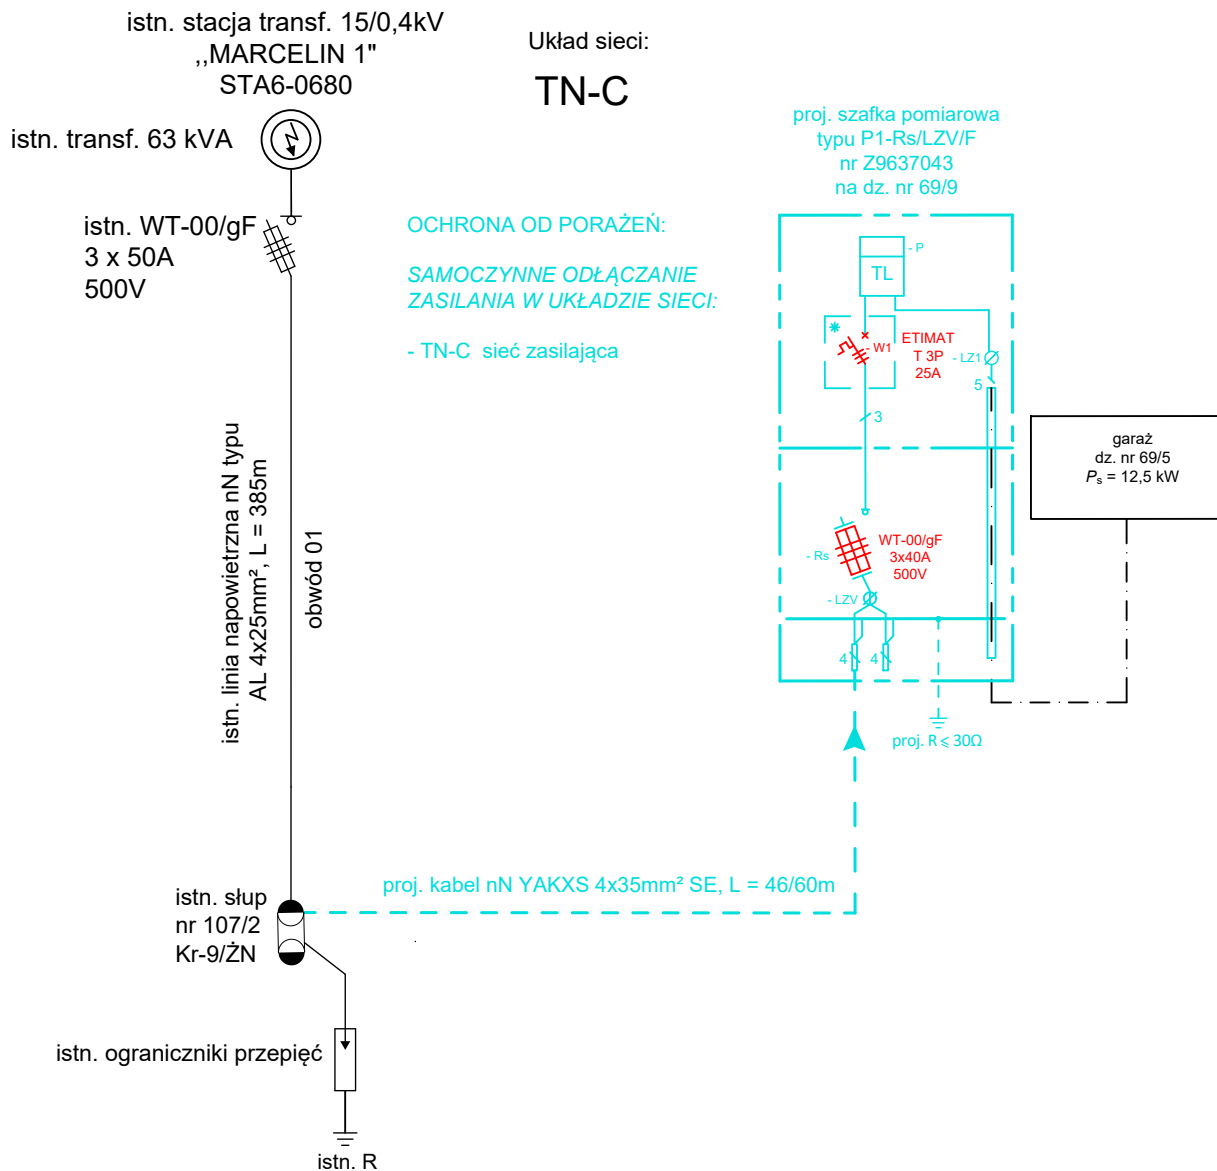 istn. stacja transf. 15/0,4kV
,,MARCELIN 1"
STA6-0680
Układ sieci:
TN-C
istn. transf. 63 kVA
istn. WT-00/gF
3 x 50A
500V
OCHRONA OD PORAŻEŃ:
SAMOCZYNNE ODŁĄCZANIE
ZASILANIA W UKŁADZIE SIECI:
- TN-C sieć zasilająca
proj. szafka pomiarowa
typu P1-Rs/LZV/F
nr Z9637043
na dz. nr 69/9
- P
TL
- W1
ETIMAT
T 3P
25A
- LZ1
5
3
garaż
dz. nr 69/5
Ps = 12,5 kW
- Rs
WT-00/gF
3x40A
500V
- LZV
4
4
proj. R ⩽ 30Ω
istn. linia napowietrzna nN typu
AL 4x25mm², L = 385m
obwód 01
proj. kabel nN YAKXS 4x35mm² SE, L = 46/60m
istn. słup
nr 107/2
Kr-9/ŻN
istn. ograniczniki przepięć
istn. R